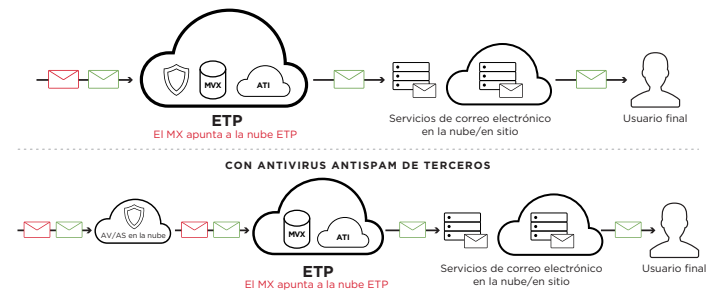 MVX
ATI
ETP
El MX apunta a la nube ETP
Servicios de correo electrónico
en la nube/en sitio
Usuario final
CON ANTIVIRUS ANTISPAM DE TERCEROS
AV/AS en la nube
MVX
ATI
ETP
El MX apunta a la nube ETP
Servicios de correo electrónico
en la nube/en sitio
Usuario final